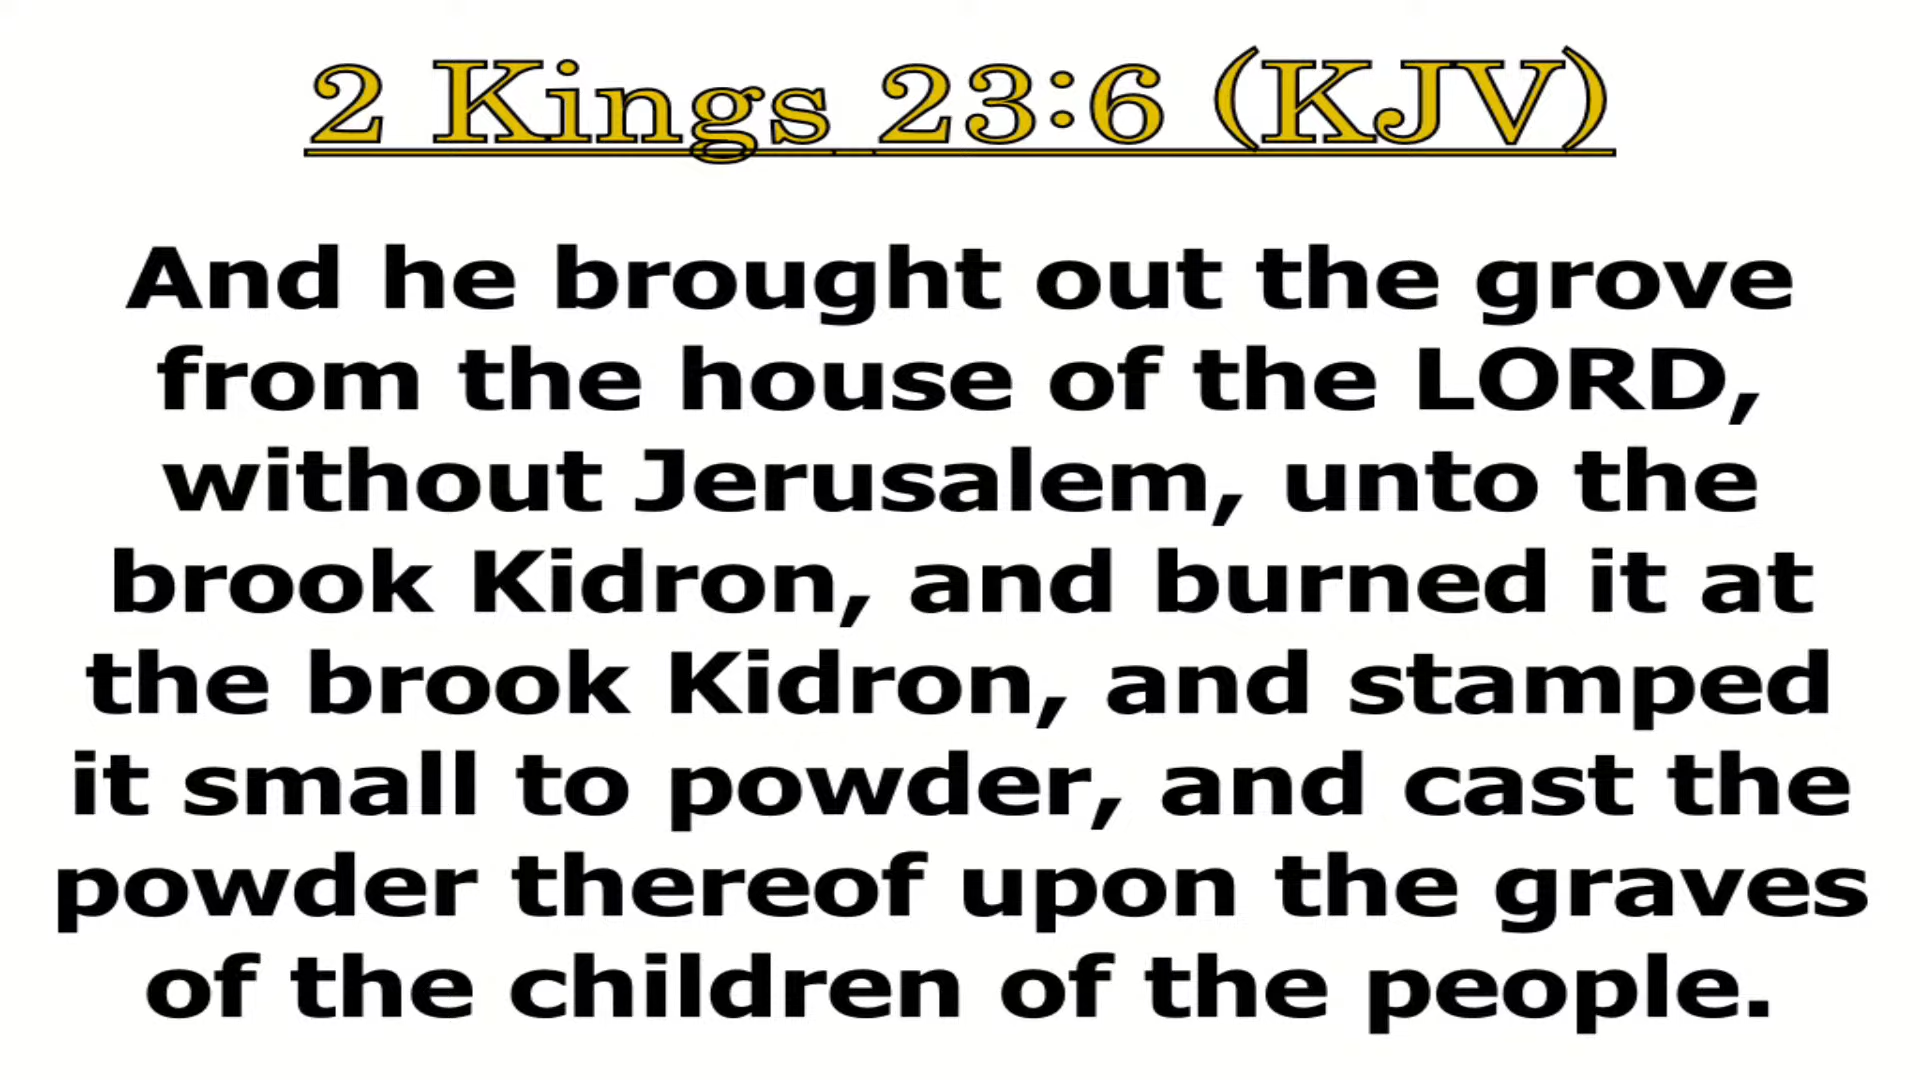 2 Kings 23:6 (KJV)
And he brought out the grove
from the house of the LORD,
without Jerusalem, unto the
brook Kidron, and burned it at
the brook Kidron, and stamped
it small to powder, and cast the
powder thereof upon the graves
of the children of the people.